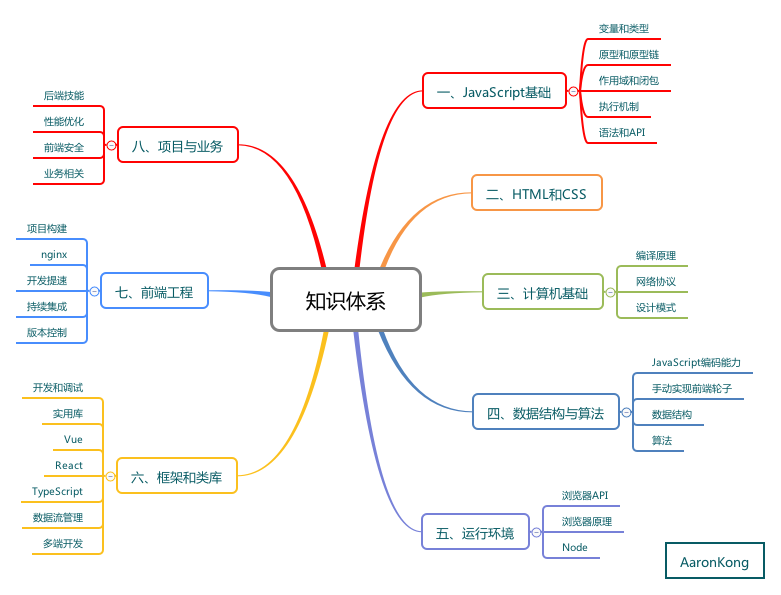 知识体系
一、JavaScript基础
变量和类型
原型和原型链
作用域和闭包
执行机制
语法和API
二、HTML和CSS
三、计算机基础
编译原理
网络协议
设计模式
四、数据结构与算法
JavaScript编码能力
手动实现前端轮子
数据结构
算法
五、运行环境
浏览器API
浏览器原理
Node
六、框架和类库
开发和调试
实用库
Vue
React
TypeScript
数据流管理
多端开发
七、前端工程
项目构建
nginx
开发提速
持续集成
版本控制
八、项目与业务
后端技能
性能优化
前端安全
业务相关
AaronKong